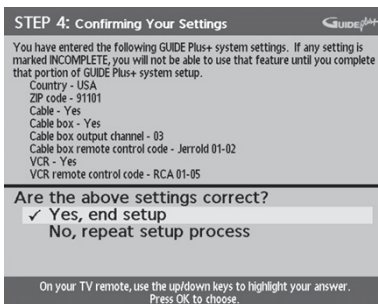 STEP 4: Confirming Your Settings
GUIDE Plus+
You have entered the following GUIDE Plus+ system settings. If any setting is
marked INCOMPLETE, you will not be able to use that feature until you complete
that portion of GUIDE Plus+ system setup.
Country - USA
ZIP code - 91101
Cable - Yes
Cable box - Yes
Cable box output channel - 03
Cable box remote control code - Jerrold 01-02
VCR - Yes
VCR remote control code - RCA 01-05
Are the above settings correct?
✓ Yes, end setup
No, repeat setup process
On your TV remote, use the up/down keys to highlight your answer.
Press OK to choose.